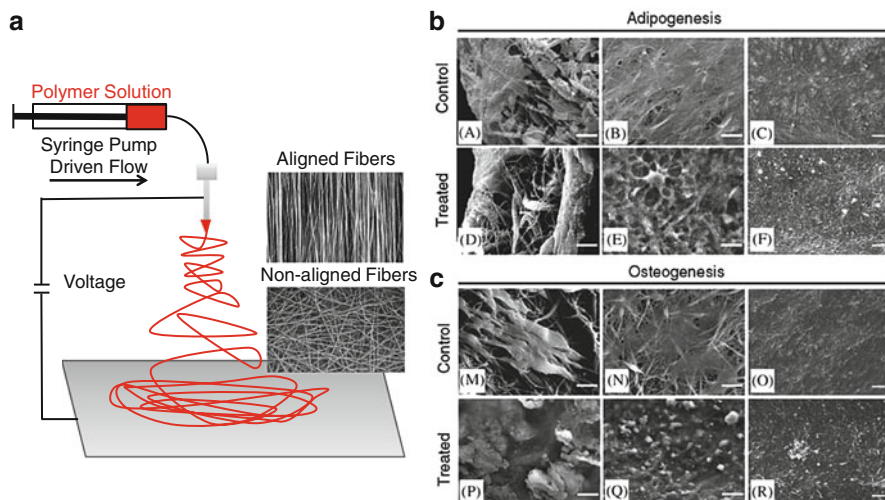 a
Polymer Solution
Syringe Pump
Driven Flow
Voltage
Aligned Fibers
Non-aligned Fibers
b
Adipogenesis
Control
(A)
(B)
(C)
Treated
(D)
(E)
(F)
c
Osteogenesis
Control
(M)
(N)
(O)
Treated
(P)
(Q)
(R)